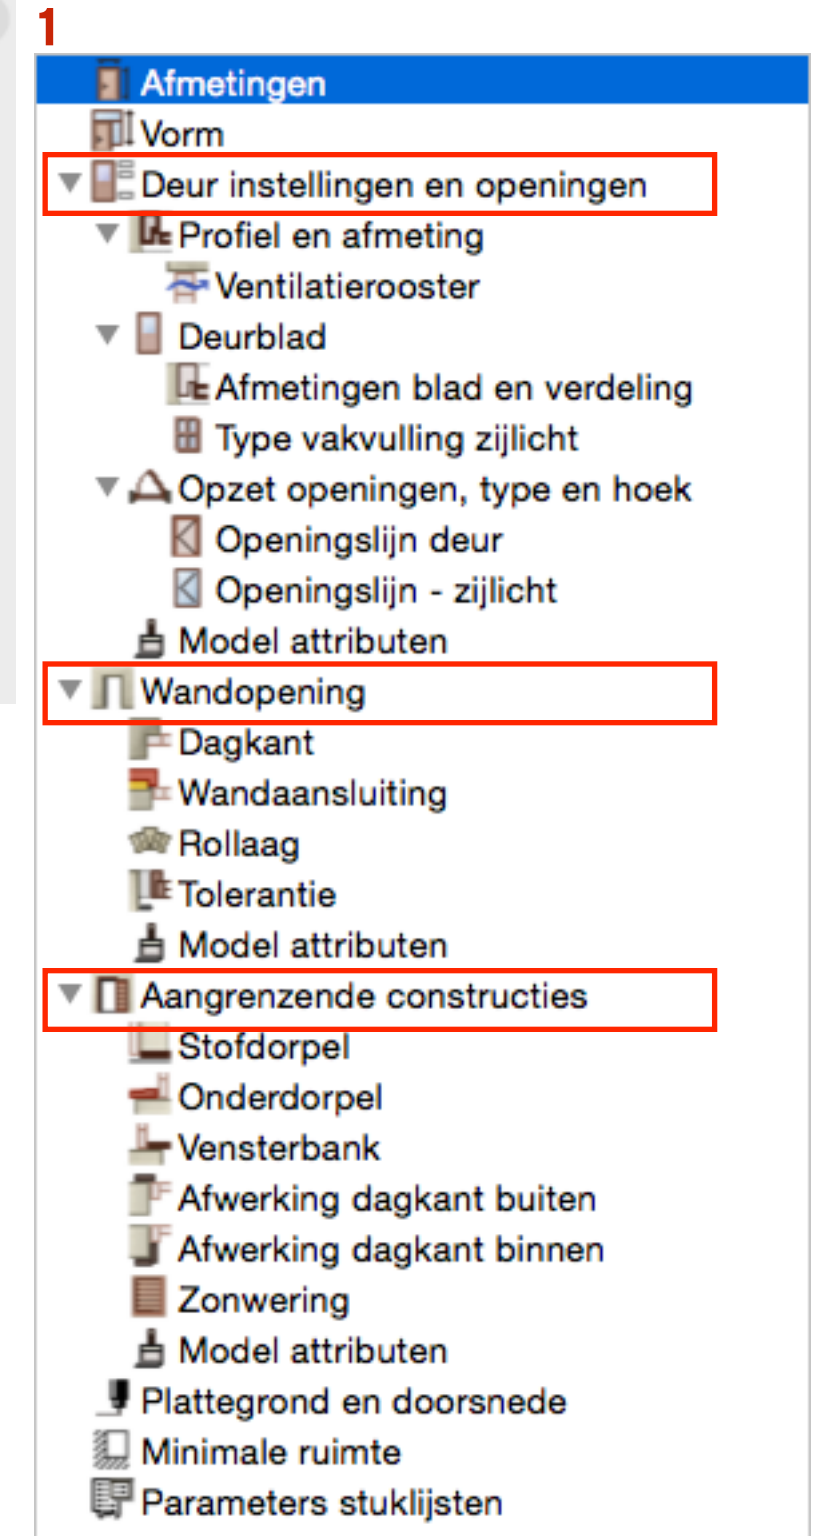 1
Afmetingen
Vorm
Deur instellingen en openingen
Profiel en afmeting
Ventilatierooster
Deurblad
Afmetingen blad en verdeling
Type vakvulling zijlicht
Opzet openingen, type en hoek
Openingslijn deur
Openingslijn - zijlicht
Model attributen
Wandopening
Dagkant
Wandaansluiting
Rollaag
Tolerantie
Model attributen
Aangrenzende constructies
Stofdorpel
Onderdorpel
Vensterbank
Afwerking dagkant buiten
Afwerking dagkant binnen
Zonwering
Model attributen
Plattegrond en doorsnede
Minimale ruimte
Parameters stuklijsten